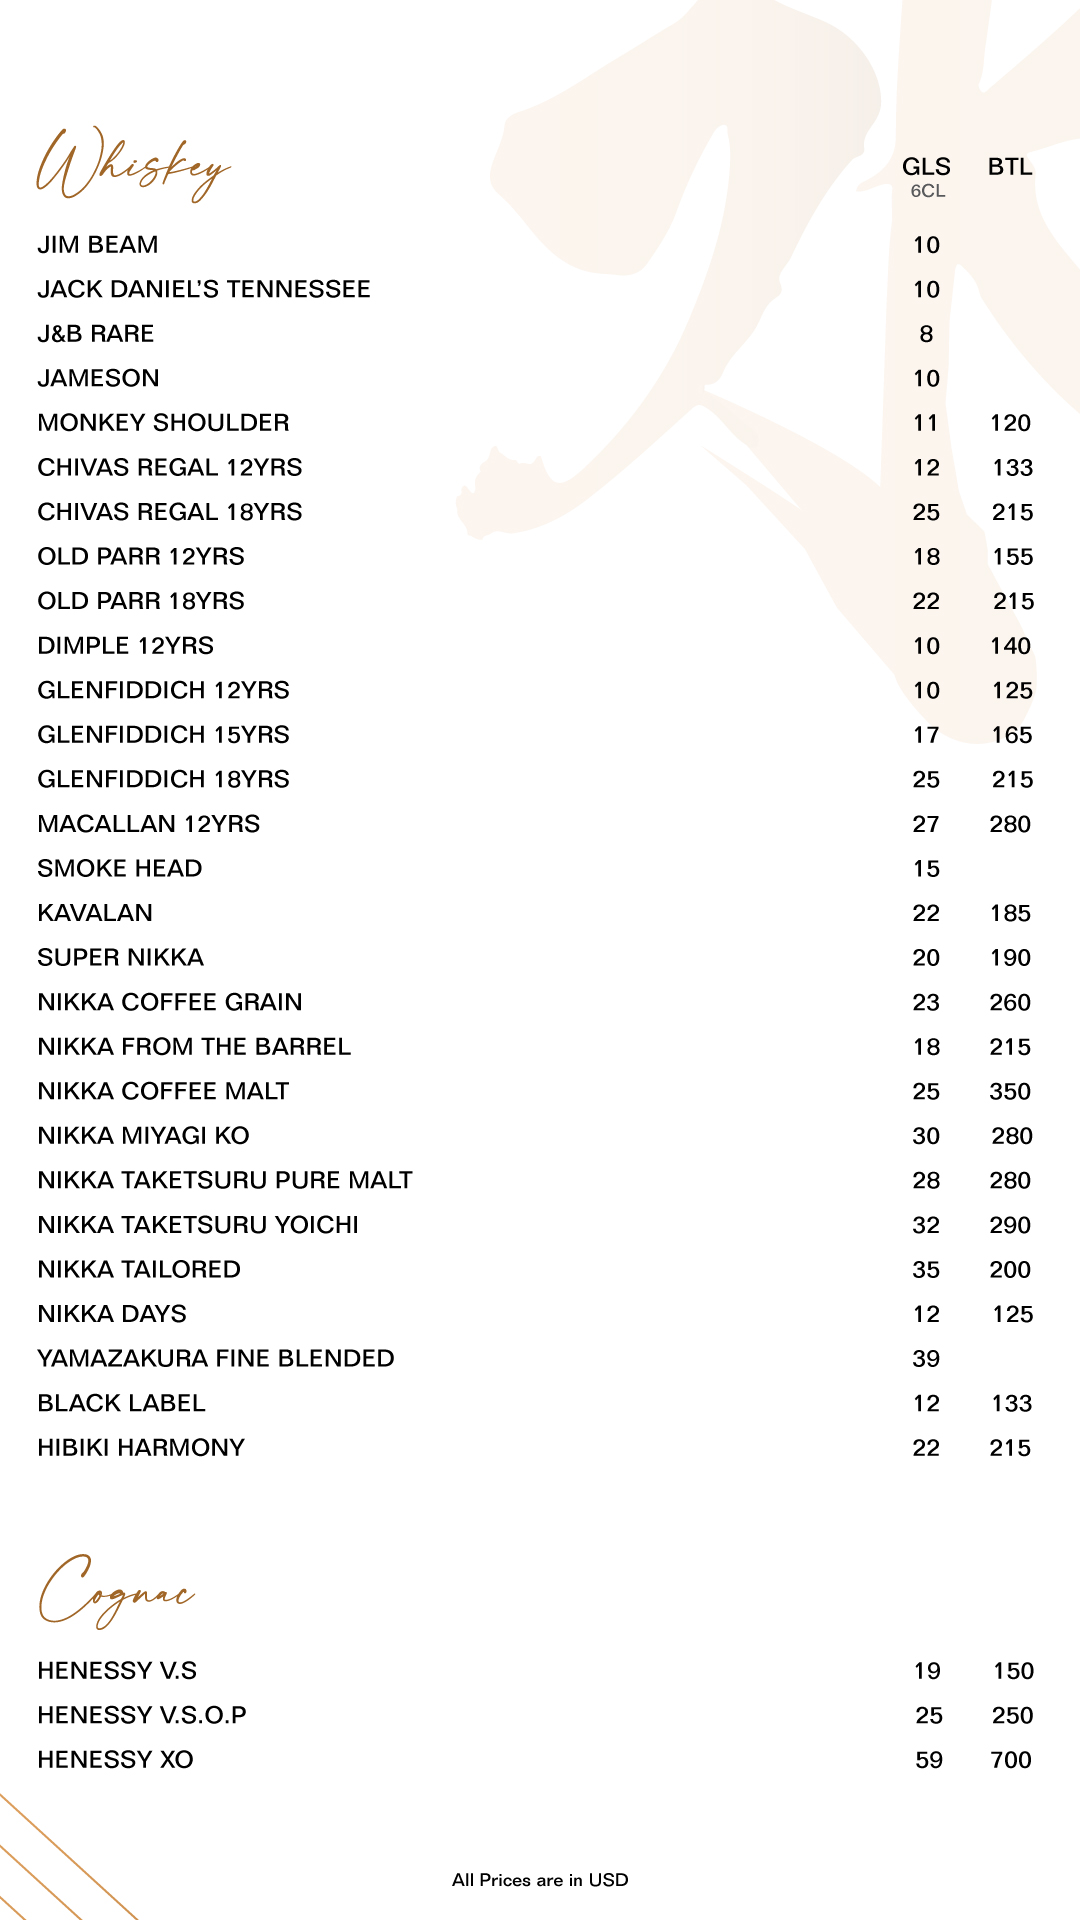 Whiskey GLS BTL
6CL
JIM BEAM 10
JACK DANIEL’S TENNESSEE 10
J&B RARE 8
JAMESON 10
MONKEY SHOULDER 11 120
CHIVAS REGAL 12YRS 12 133
CHIVAS REGAL 18YRS 25 215
OLD PARR 12YRS 18 155
OLD PARR 18YRS 22 215
DIMPLE 12YRS 10 140
GLENFIDDICH 12YRS 10 125
GLENFIDDICH 15YRS 17 165
GLENFIDDICH 18YRS 25 215
MACALLAN 12YRS 27 280
SMOKE HEAD 15
KAVALAN 22 185
SUPER NIKKA 20 190
NIKKA COFFEE GRAIN 23 260
NIKKA FROM THE BARREL 18 215
NIKKA COFFEE MALT 25 350
NIKKA MIYAGI KO 30 280
NIKKA TAKETSURU PURE MALT 28 280
NIKKA TAKETSURU YOICHI 32 290
NIKKA TAILORED 35 200
NIKKA DAYS 12 125
YAMAZAKURA FINE BLENDED 39
BLACK LABEL 12 133
HIBIKI HARMONY 22 215
Cognac
HENESSY V.S 19 150
HENESSY V.S.O.P 25 250
HENESSY XO 59 700
All Prices are in USD